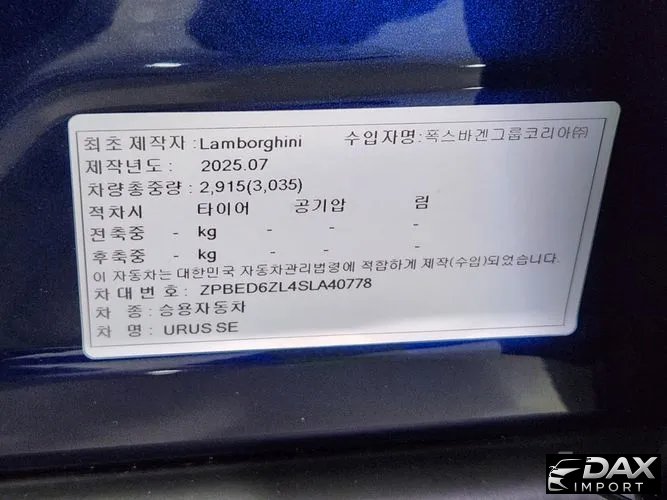 최초 제작자 : Lamborghini 수입자명 : 폭스바겐그룹코리아㈜
제작년도 : 2025.07
차량총중량 : 2,915(3,035)
적차시 타이어 공기압 림
전축중 - kg - - -
후축중 - kg - - -
이 자동차는 대한민국 자동차관리법령에 적합하게 제작(수입)되었습니다.
차 대 번 호 : ZPBED6ZL4SLA40778
차 종 : 승용자동차
차 명 : URUS SE
DAX
IMPORT